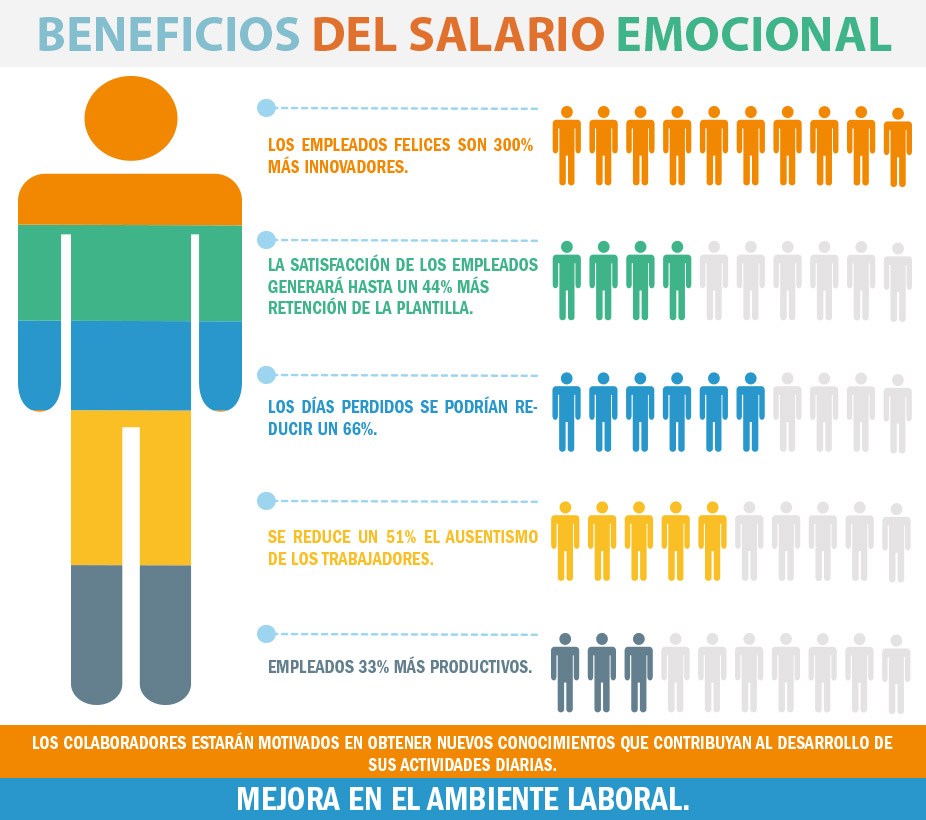 BENEFICIOS DEL SALARIO EMOCIONAL
LOS EMPLEADOS FELICES SON 300%
MÁS INNOVADORES.
LA SATISFACCIÓN DE LOS EMPLEADOS
GENERARÁ HASTA UN 44% MÁS
RETENCIÓN DE LA PLANTILLA.
LOS DÍAS PERDIDOS SE PODRÍAN RE-
DUCIR UN 66%.
SE REDUCE UN 51% EL AUSENTISMO
DE LOS TRABAJADORES.
EMPLEADOS 33% MÁS PRODUCTIVOS.
LOS COLABORADORES ESTARÁN MOTIVADOS EN OBTENER NUEVOS CONOCIMIENTOS QUE CONTRIBUYAN AL DESARROLLO DE
SUS ACTIVIDADES DIARIAS.
MEJORA EN EL AMBIENTE LABORAL.